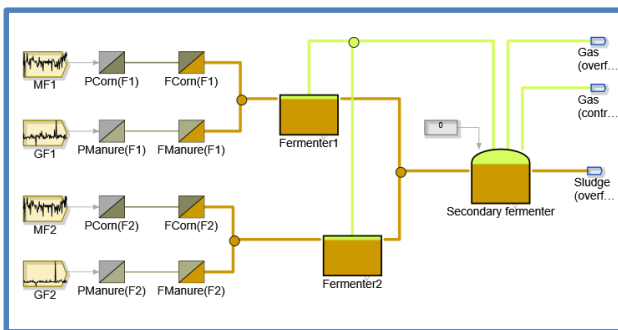 MF1
PCorn(F1)
FCorn(F1)
GF1
PManure(F1)
FManure(F1)
MF2
PCorn(F2)
FCorn(F2)
GF2
PManure(F2)
FManure(F2)
Fermenter1
Fermenter2
0
Secondary fermenter
Gas
(overf...
Gas
(contr...
Sludge
(overf...